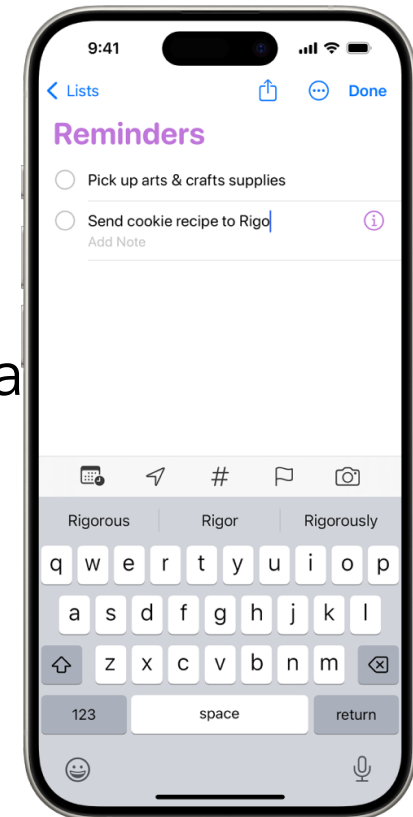 9:41
Lists
Done
Reminders
Pick up arts & crafts supplies
Send cookie recipe to Rigo
Add Note
a
#
Rigorous Rigor Rigorously
q w e r t y u i o p
a s d f g h j k l
z x c v b n m
123 space return